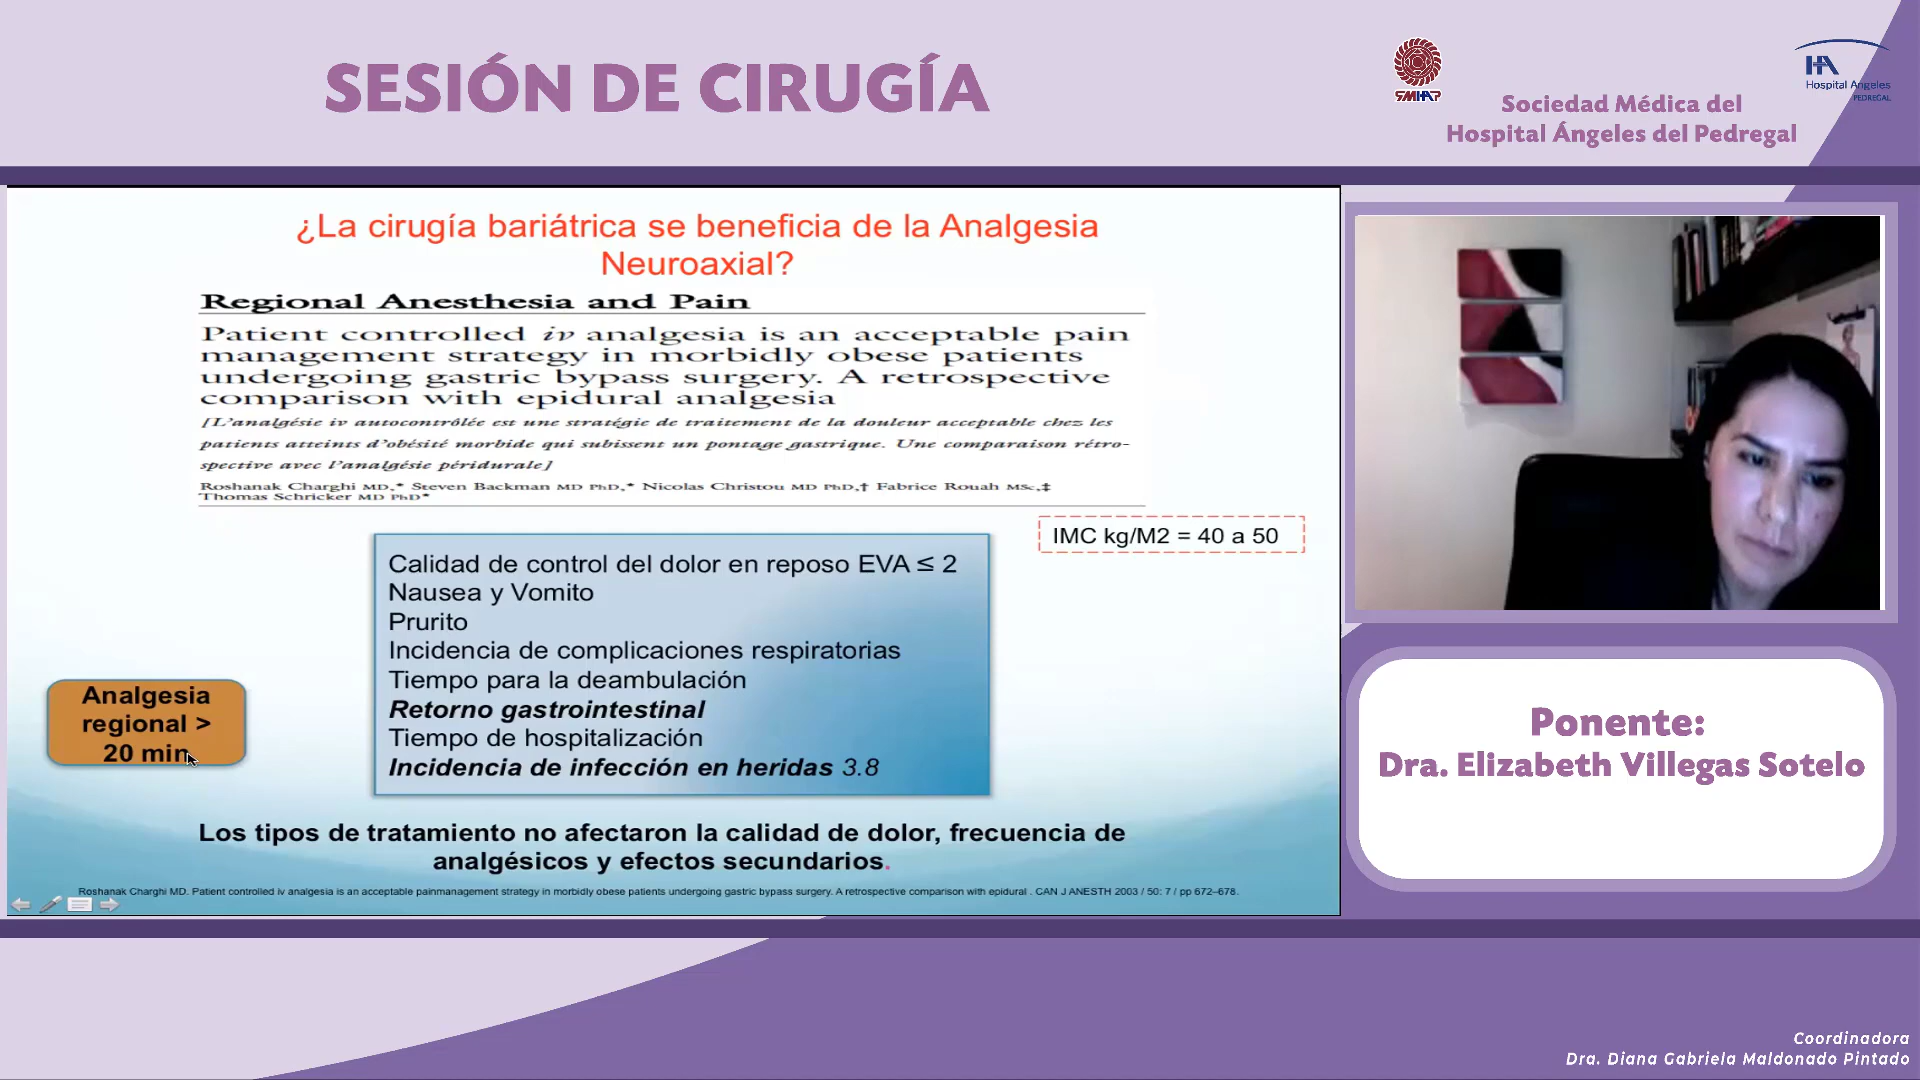 SESIÓN DE CIRUGÍA
SMHAP
Sociedad Médica del
Hospital Ángeles del Pedregal
HA
Hospital Angeles
PEDREGAL
¿La cirugía bariátrica se beneficia de la Analgesia
Neuroaxial?
Regional Anesthesia and Pain
Patient controlled iv analgesia is an acceptable pain
management strategy in morbidly obese patients
undergoing gastric bypass surgery. A retrospective
comparison with epidural analgesia
[L'analgésie iv autocontrôlée est une stratégie de traitement de la douleur acceptable chez les
patients atteints d'obésité morbide qui subissent un pontage gastrique. Une comparaison rétro-
spective avec l'analgésie péridurale]
Roshanak Charghi MD,* Steven Backman MD PhD,* Nicolas Christou MD PhD,† Fabrice Rouah MSc,‡
Thomas Schricker MD PhD*
IMC kg/M2 = 40 a 50
Calidad de control del dolor en reposo EVA ≤ 2
Nausea y Vomito
Prurito
Incidencia de complicaciones respiratorias
Tiempo para la deambulación
Retorno gastrointestinal
Tiempo de hospitalización
Incidencia de infección en heridas 3.8
Analgesia
regional >
20 min
Los tipos de tratamiento no afectaron la calidad de dolor, frecuencia de
analgésicos y efectos secundarios.
Roshanak Charghi MD. Patient controlled iv analgesia is an acceptable painmanagement strategy in morbidly obese patients undergoing gastric bypass surgery. A retrospective comparison with epidural . CAN J ANESTH 2003 / 50: 7 / pp 672–678.
Ponente:
Dra. Elizabeth Villegas Sotelo
Coordinadora
Dra. Diana Gabriela Maldonado Pintado